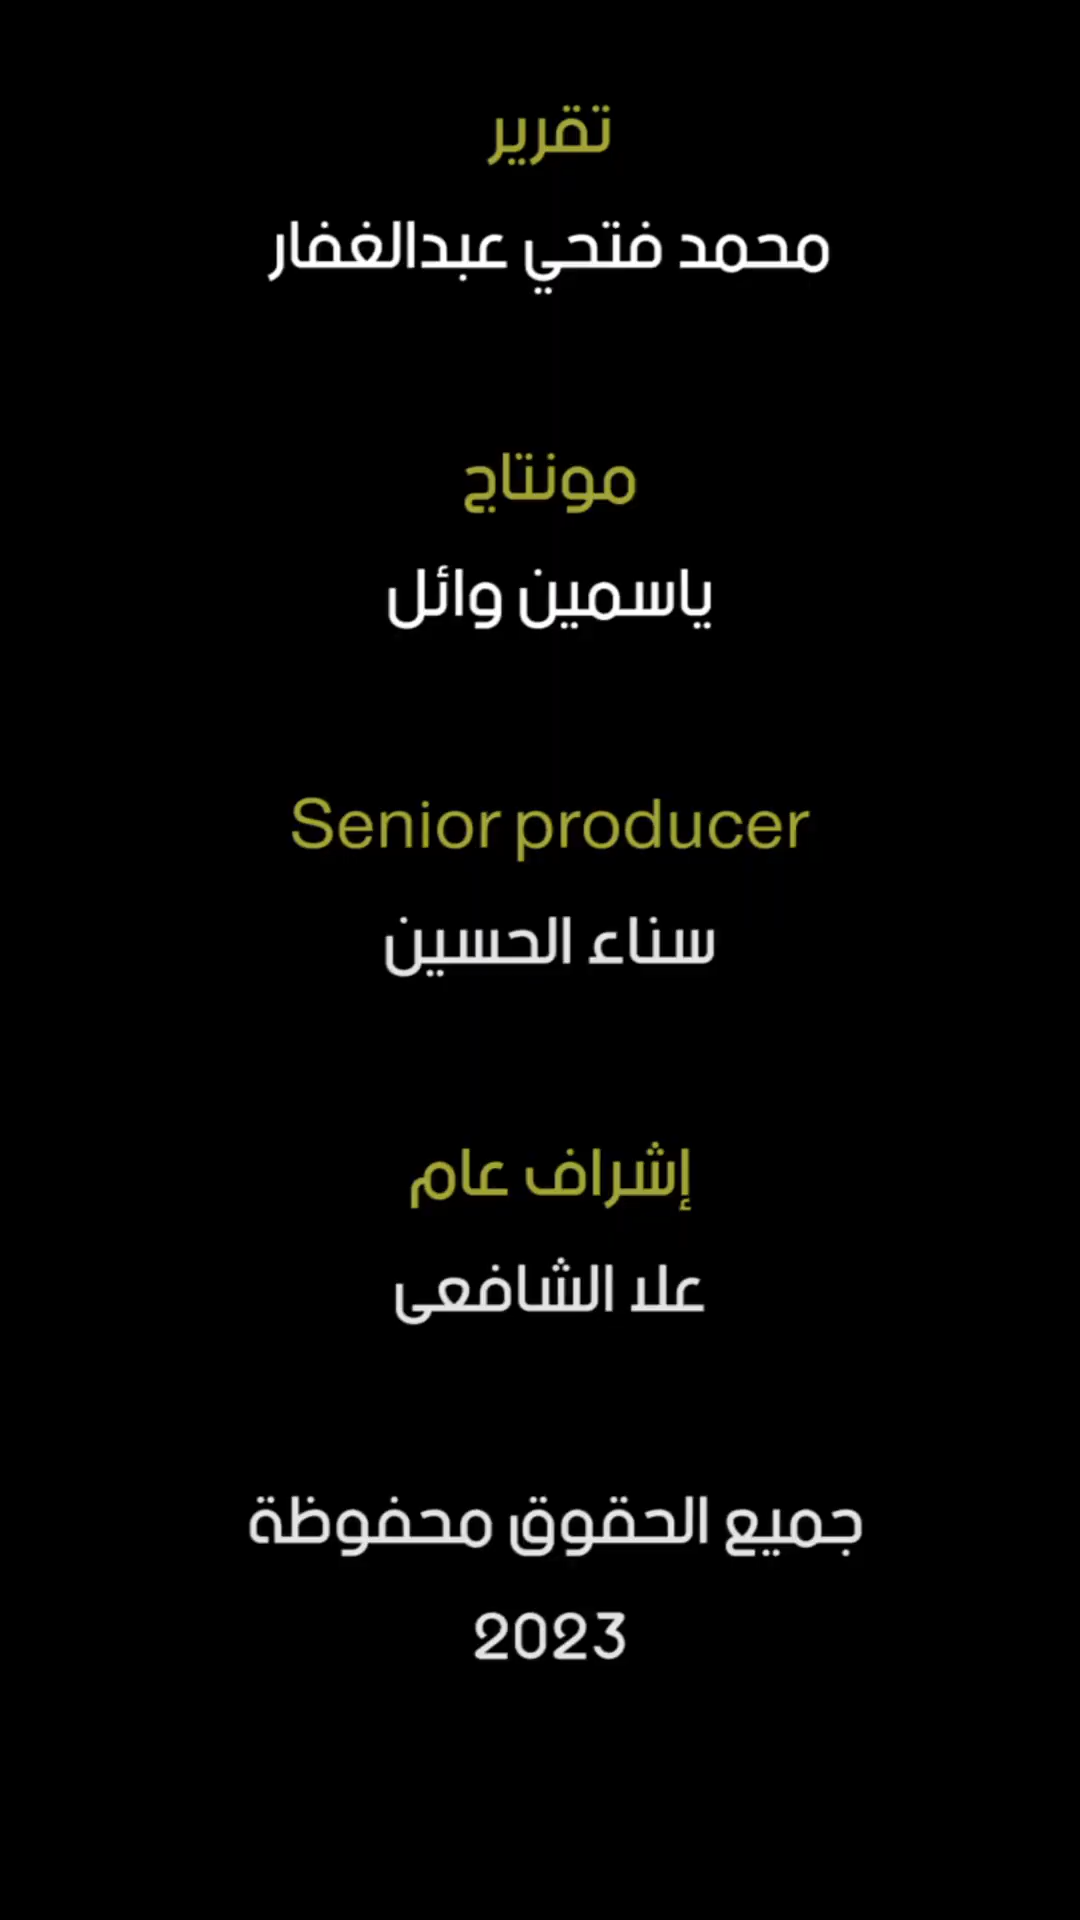 تقرير
محمد فتحي عبدالغفار
مونتاج
ياسمين وائل
Senior producer
سناء الحسين
إشراف عام
علا الشافعى
جميع الحقوق محفوظة
2023